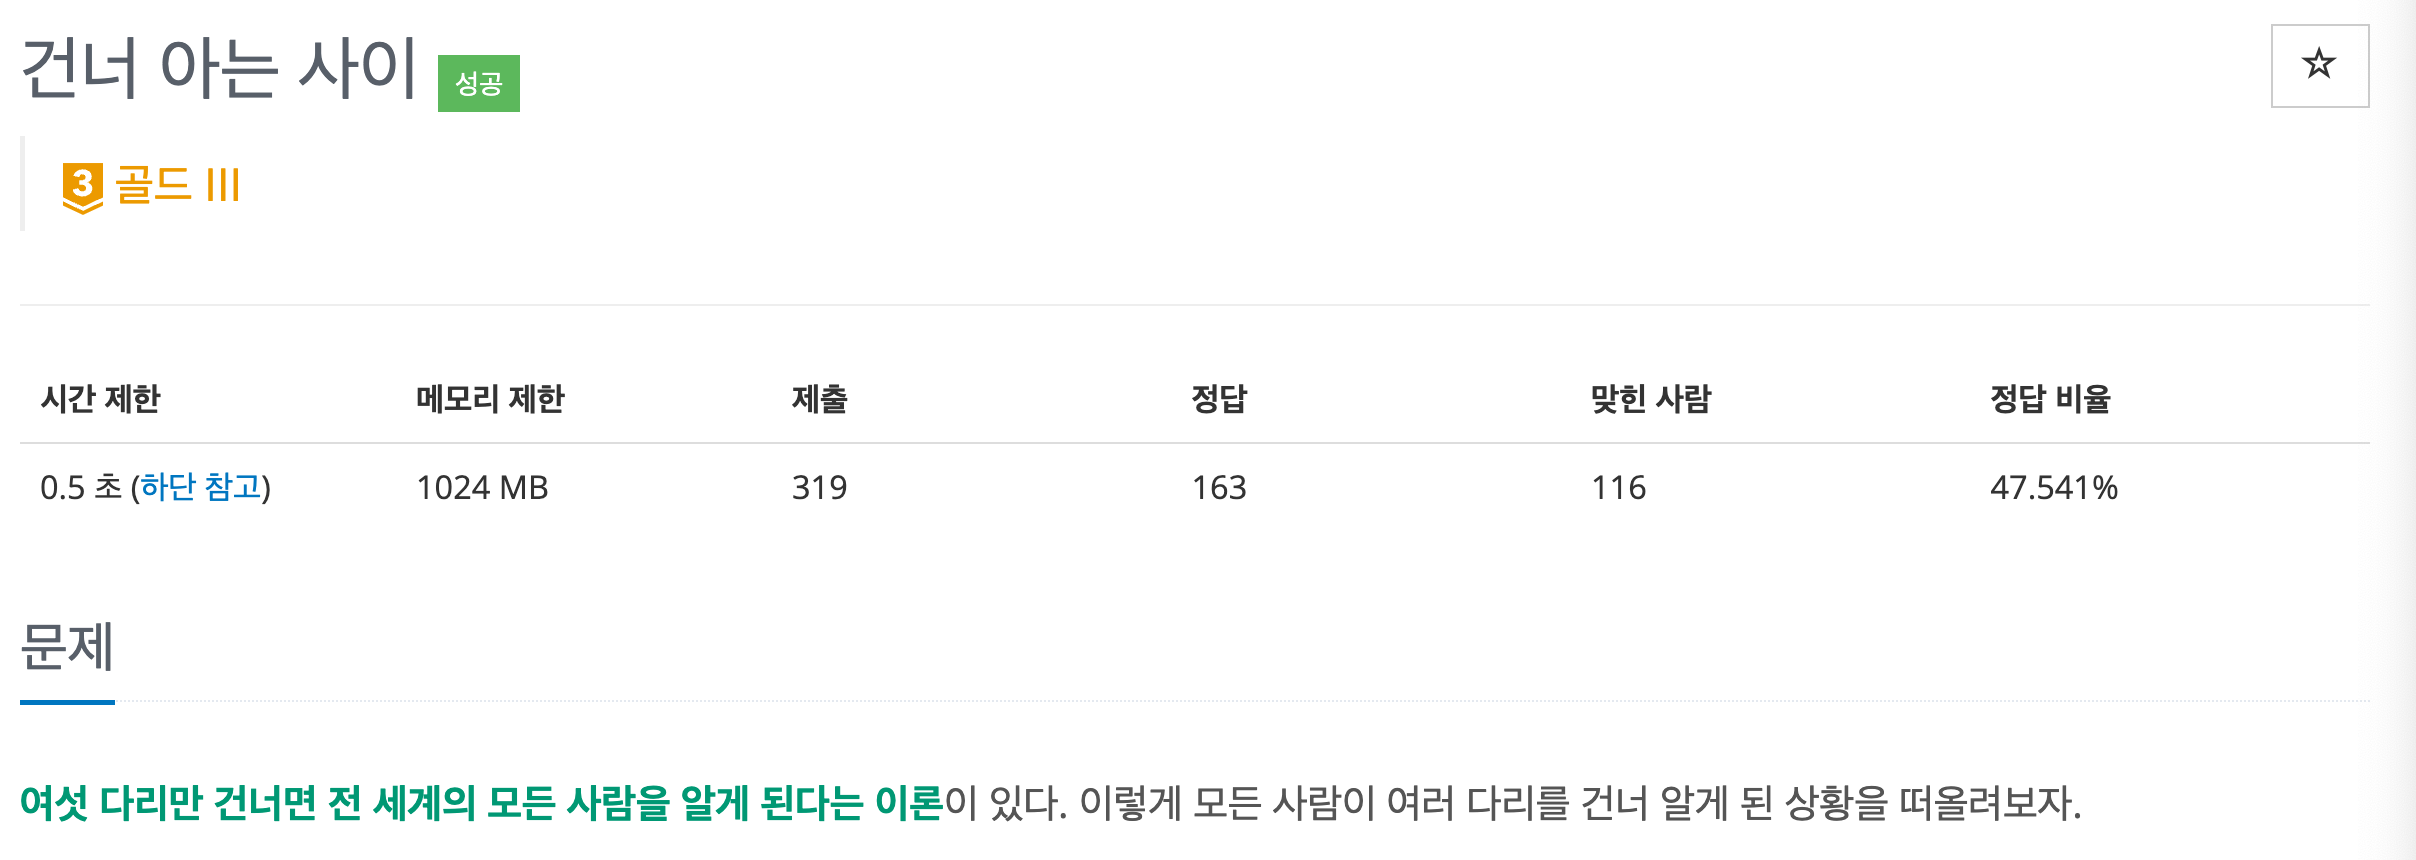 건너 아는 사이 성공
3 골드 III
시간 제한 메모리 제한 제출 정답 맞힌 사람 정답 비율
0.5 초 (하단 참고) 1024 MB 319 163 116 47.541%
문제
여섯 다리만 건너면 전 세계의 모든 사람을 알게 된다는 이론이 있다. 이렇게 모든 사람이 여러 다리를 건너 알게 된 상황을 떠올려보자.